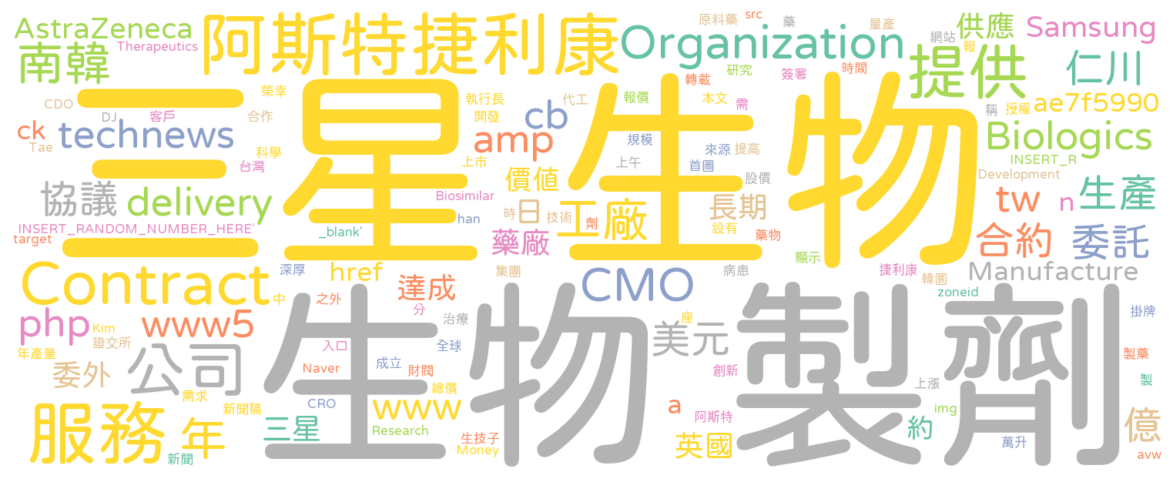 AstraZeneca
Therapeutics
南韓
阿斯特捷利康
Organization
原料藥
src
藥
量產
網站
報
供應
Samsung
提供
仁川
CDO
DJ
榮幸
客戶
合作
執行長
開發
代工
報價
研究
轉載
本文
簽署
需
時間
稱
授權
ae7f5990
ck
Tae
technews
科學
台灣
cb
amp
規模
上午
來源
首圖
提高
股價
Biologics
INSERT_R
Development
三星生物
協議
delivery
上市
Biosimilar
han
價值
時
日
技術
工廠
劑
長期
設有
tw
n
生產
INSERT_RANDOM_NUMBER_HERE'
target
_blank'
藥廠
藥物
顯示
合約
委託
Contract
中
深厚
href
集團
達成
CMO
病患
捷利康
韓圜
Manufacture
zoneid
php
Kim
證交所
www5
之外
分
治療
座
美元
掛牌
年產量
委外
公司
生物製劑
入口
Naver
成立
財閥
全球
創新
上漲
製藥
製
需求
新聞稿
CRO
www
總價
a
阿斯特
img
服務
年
三星
Research
生技子
Money
英國
約
萬升
億
新聞
avw